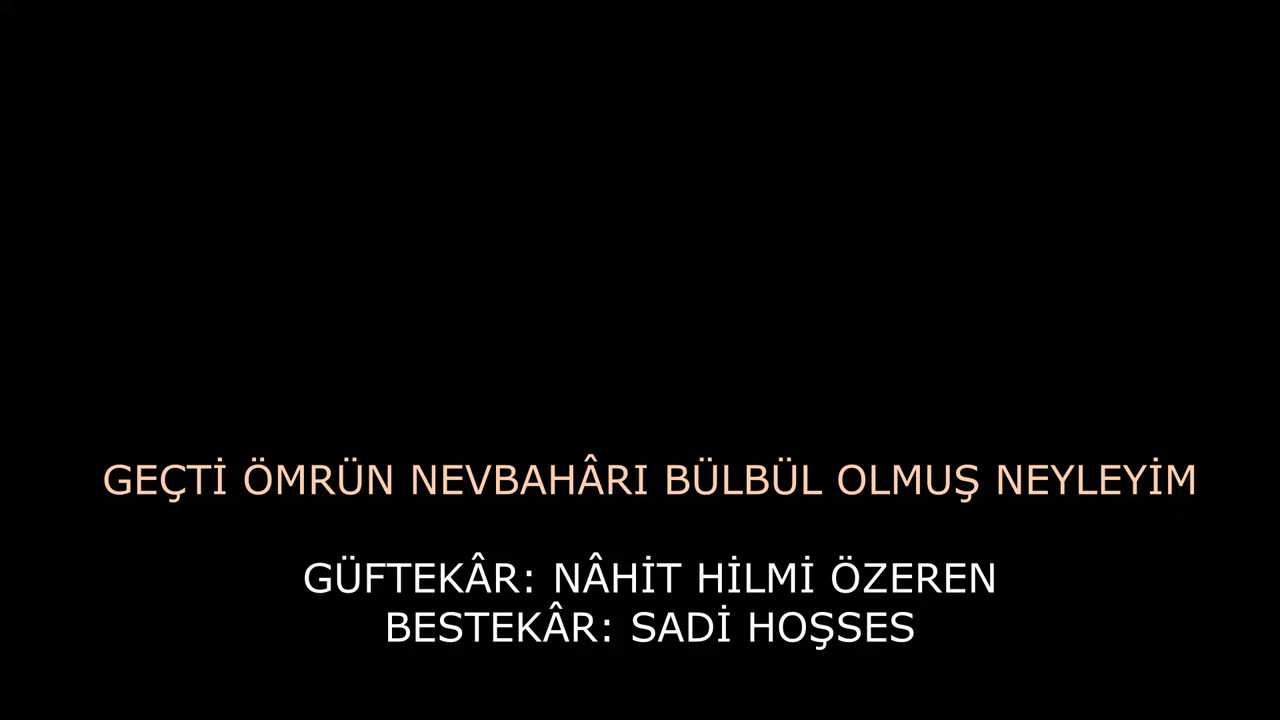 GEÇTİ ÖMRÜN NEVBAHÂRI BÜLBÜL OLMUŞ NEYLEYİM
GÜFTEKÂR: NÂHİT HİLMİ ÖZEREN
BESTEKÂR: SADİ HOŞSES